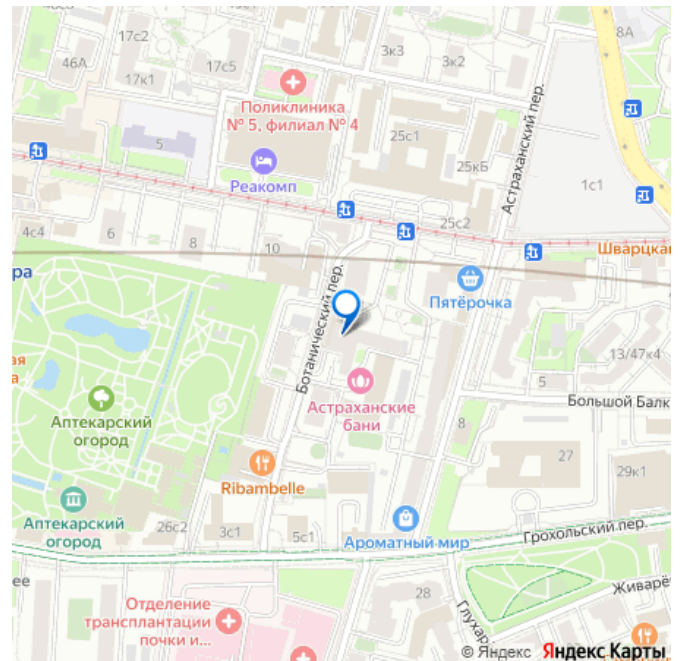 17с2
46А
17к1
17с5
3к3
3к2
8А
Поликлиника
№ 5, филиал № 4
5
Реакомп
25с1
25кБ
Астраханский пер.
1с1
4с4
6
8
10
25с2
Шварцка
ра
Ботанический пер.
Пятёрочка
ая
а
13/47к4
5
Аптекарский
огород
Астраханские
бани
Большой Балк
8
Ribambelle
27
29к1
Аптекарский
огород
26с2
3с1
5с1
Ароматный мир
Грохольский пер.
ее
Отделение
трансплантации
почки и...
28
Глухар
Живарё
© Яндекс Яндекс Карты